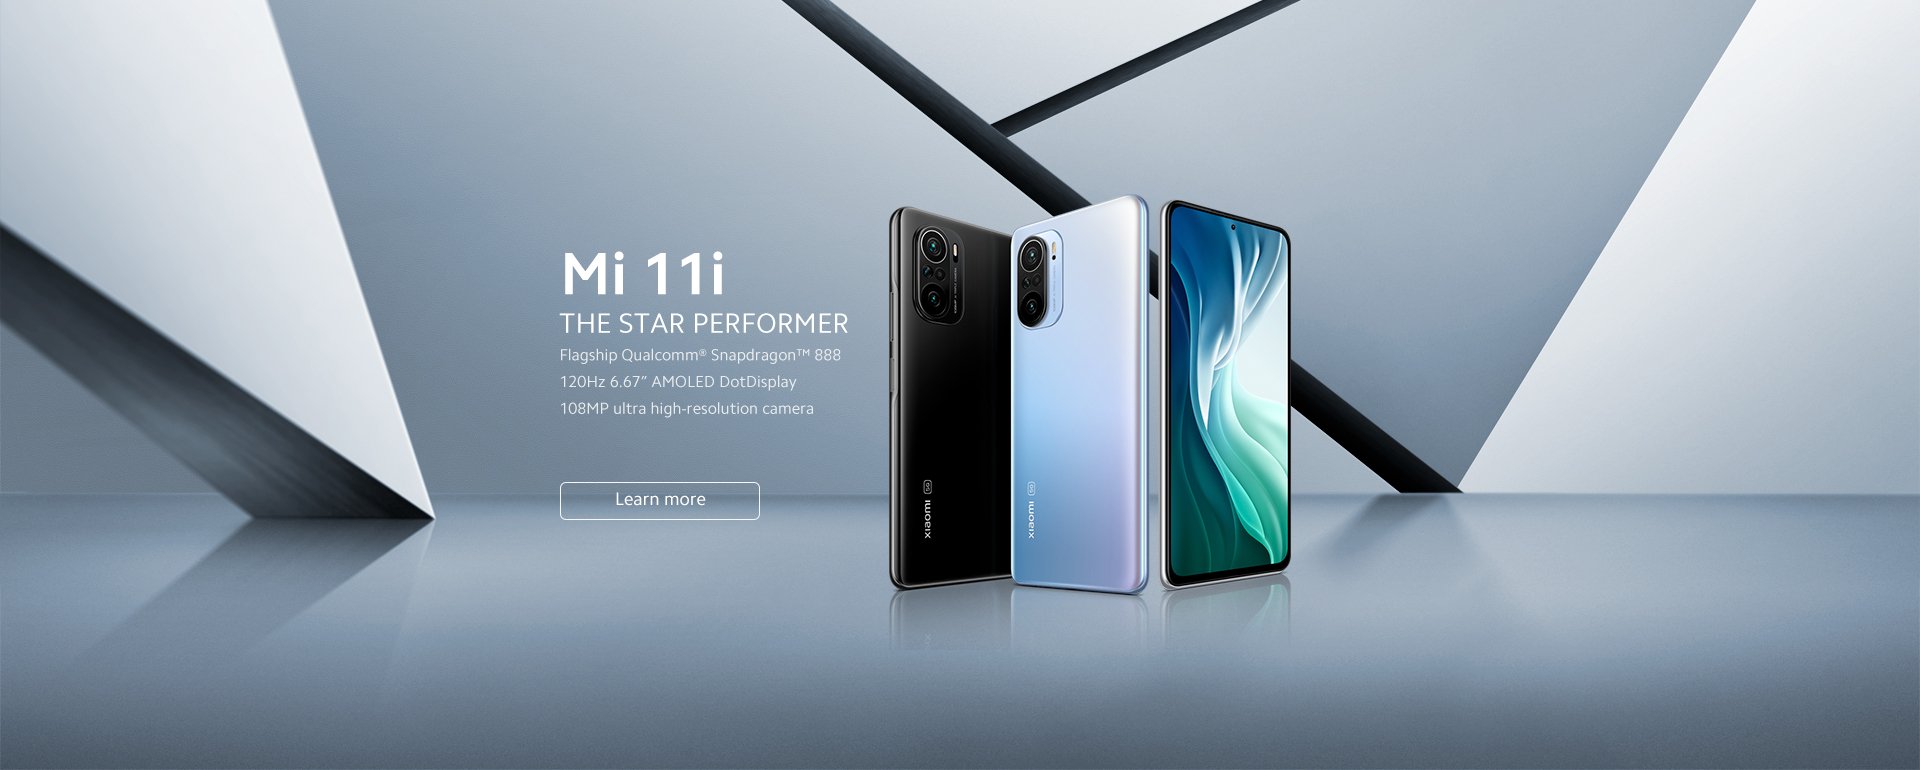 Mi 11i
THE STAR PERFORMER
Flagship Qualcomm® Snapdragon™ 888
120Hz 6.67” AMOLED DotDisplay
108MP ultra high-resolution camera
Learn more
xiaomi 5G
xiaomi 5G